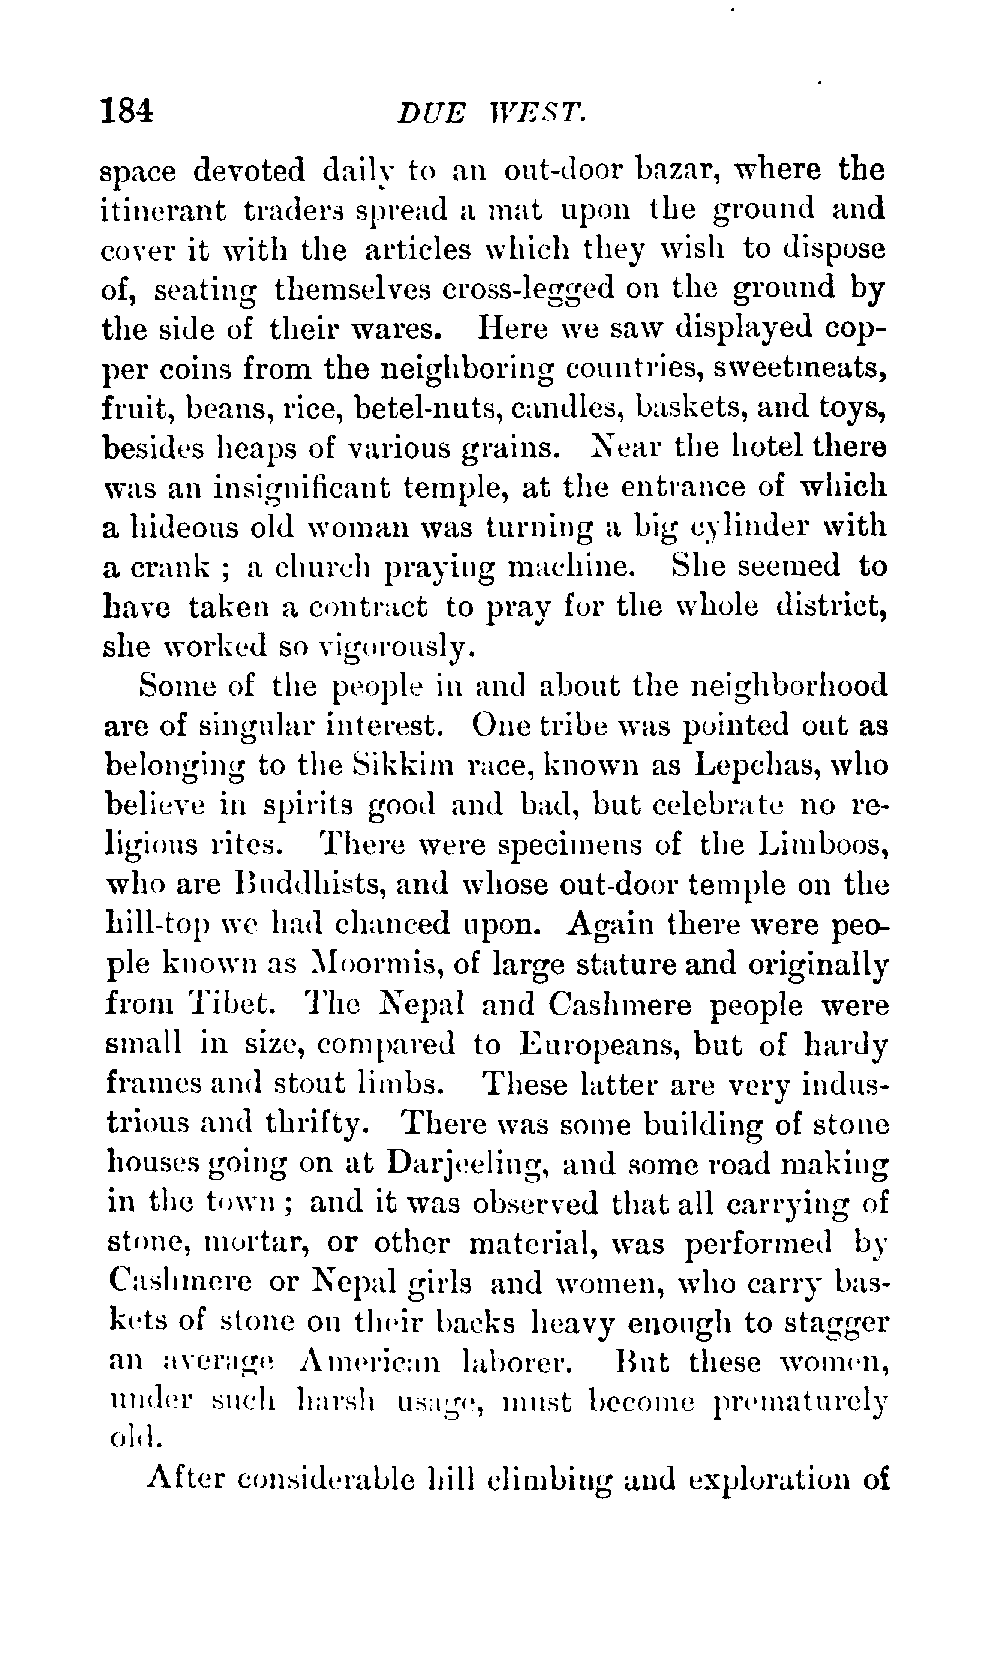 184 DUE WEST.
space devoted daily to an out-door bazar, where the
itinerant traders spread a mat upon the ground and
cover it with the articles which they wish to dispose
of, seating themselves cross-legged on the ground by
the side of their wares. Here we saw displayed cop-
per coins from the neighboring countries, sweetmeats,
fruit, beans, rice, betel-nuts, candles, baskets, and toys,
besides heaps of various grains. Near the hotel there
was an insignificant temple, at the entrance of which
a hideous old woman was turning a big cylinder with
a crank ; a church praying machine. She seemed to
have taken a contract to pray for the whole district,
she worked so vigorously.
Some of the people in and about the neighborhood
are of singular interest. One tribe was pointed out as
belonging to the Sikkim race, known as Lepchas, who
believe in spirits good and bad, but celebrate no re-
ligious rites. There were specimens of the Limboos,
who are Buddhists, and whose out-door temple on the
hill-top we had chanced upon. Again there were peo-
ple known as Moormis, of large stature and originally
from Tibet. The Nepal and Cashmere people were
small in size, compared to Europeans, but of hardy
frames and stout limbs. These latter are very indus-
trious and thrifty. There was some building of stone
houses going on at Darjeeling, and some road making
in the town ; and it was observed that all carrying of
stone, mortar, or other material, was performed by
Cashmere or Nepal girls and women, who carry bas-
kets of stone on their backs heavy enough to stagger
an average American laborer. But these women,
under such harsh usage, must become prematurely
old.
After considerable hill climbing and exploration of